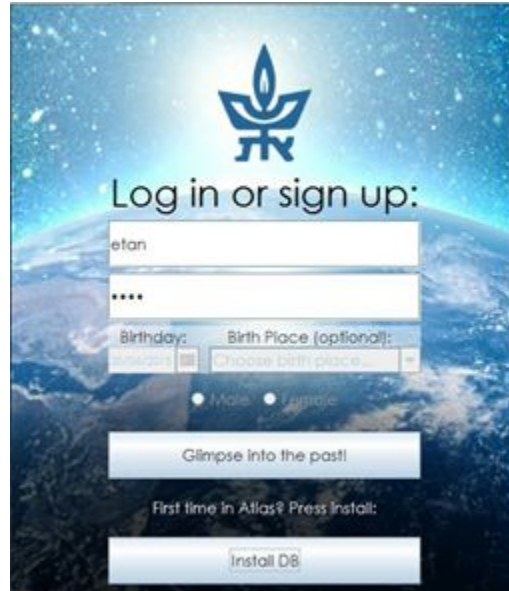 את
Log in or sign up:
etan
••••
Birthday: Birth Place (optional):
Choose birth place...
Male Female
Glimpse into the past!
First time in Atlas? Press Install:
Install DB